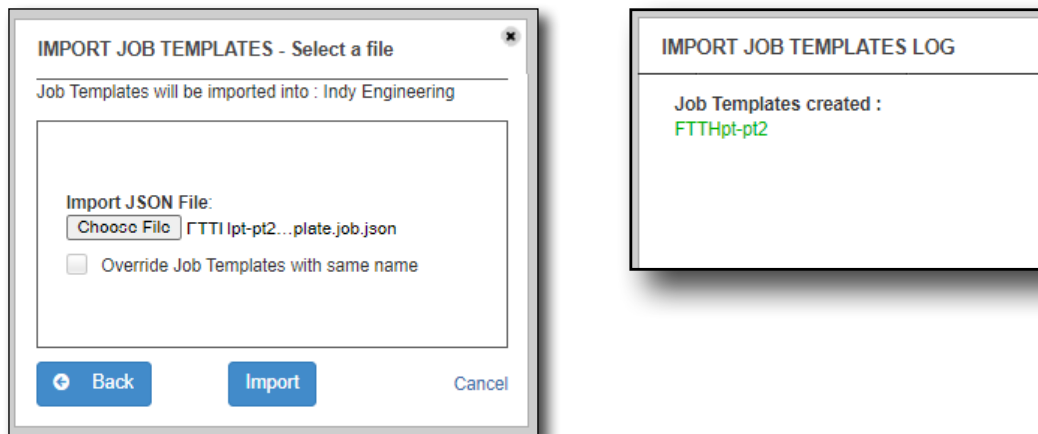 IMPORT JOB TEMPLATES - Select a file
Job Templates will be imported into : Indy Engineering
Import JSON File:
Choose File FTTHpt-pt2...plate.job.json
Override Job Templates with same name
Back
Import
Cancel
IMPORT JOB TEMPLATES LOG
Job Templates created :
FTTHpt-pt2